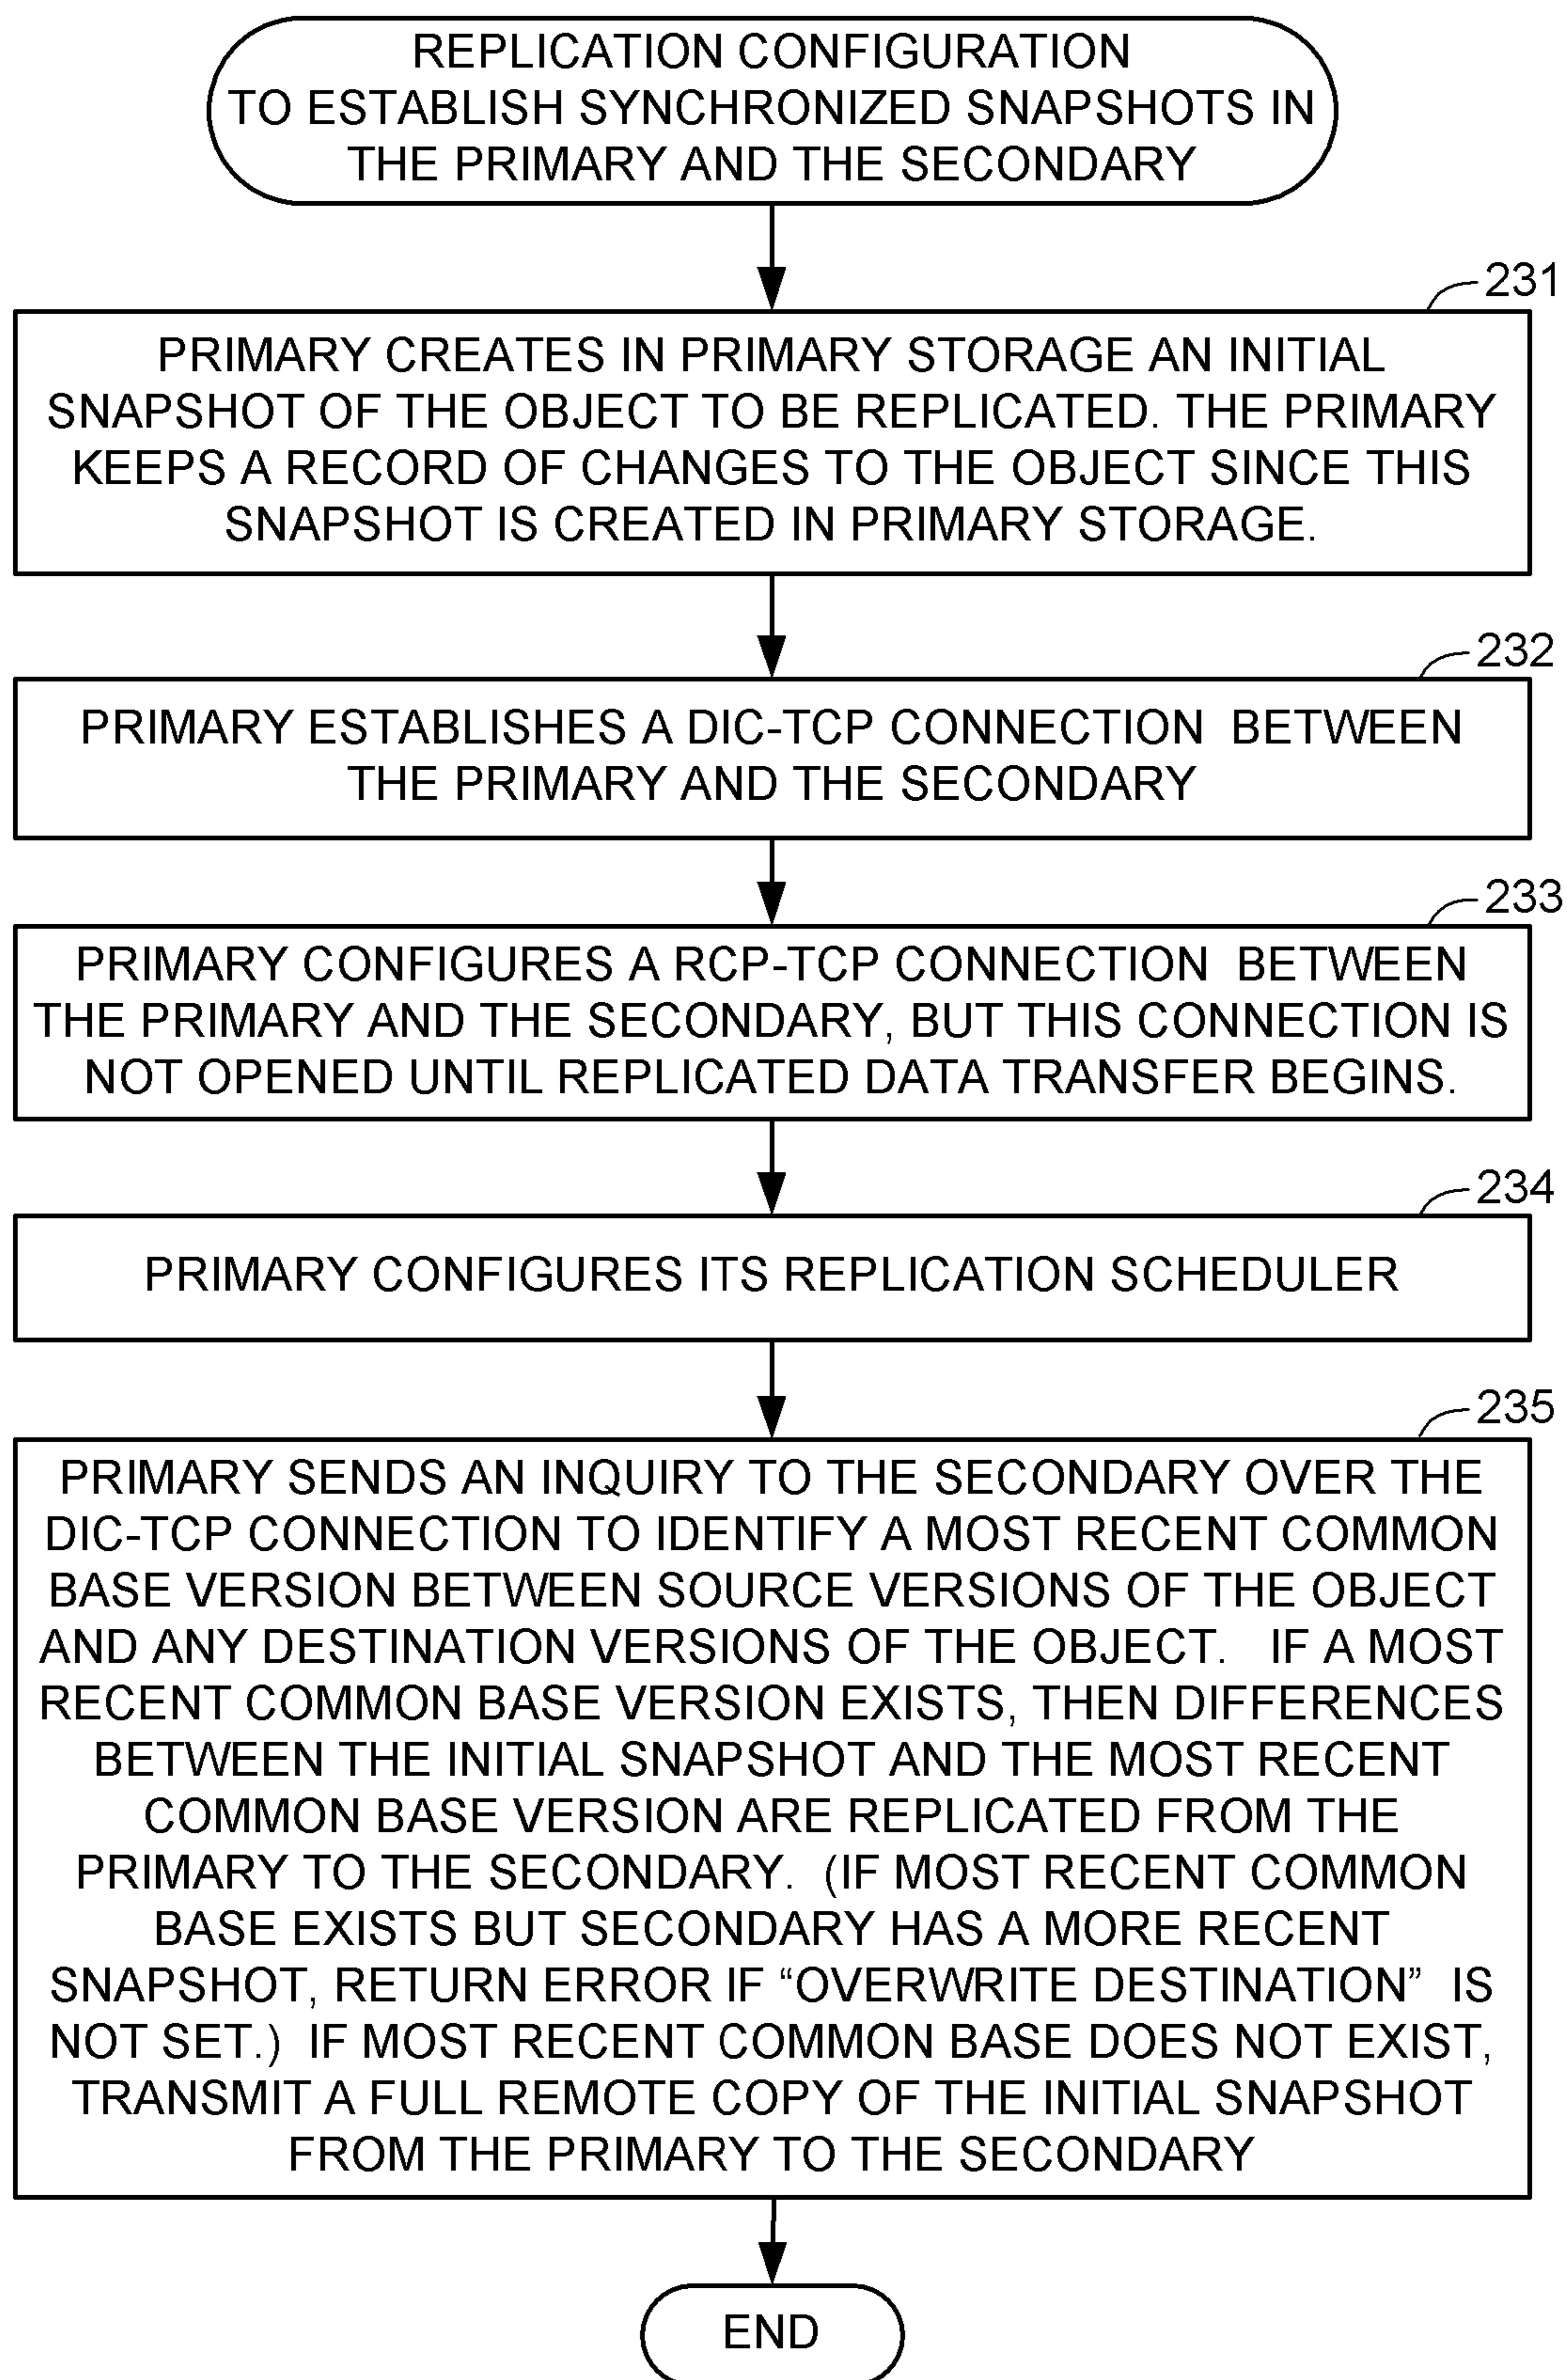 REPLICATION CONFIGURATION
TO ESTABLISH SYNCHRONIZED SNAPSHOTS IN
THE PRIMARY AND THE SECONDARY
231
PRIMARY CREATES IN PRIMARY STORAGE AN INITIAL
SNAPSHOT OF THE OBJECT TO BE REPLICATED. THE PRIMARY
KEEPS A RECORD OF CHANGES TO THE OBJECT SINCE THIS
SNAPSHOT IS CREATED IN PRIMARY STORAGE.
232
PRIMARY ESTABLISHES A DIC-TCP CONNECTION BETWEEN
THE PRIMARY AND THE SECONDARY
233
PRIMARY CONFIGURES A RCP-TCP CONNECTION BETWEEN
THE PRIMARY AND THE SECONDARY, BUT THIS CONNECTION IS
NOT OPENED UNTIL REPLICATED DATA TRANSFER BEGINS.
234
PRIMARY CONFIGURES ITS REPLICATION SCHEDULER
235
PRIMARY SENDS AN INQUIRY TO THE SECONDARY OVER THE
DIC-TCP CONNECTION TO IDENTIFY A MOST RECENT COMMON
BASE VERSION BETWEEN SOURCE VERSIONS OF THE OBJECT
AND ANY DESTINATION VERSIONS OF THE OBJECT. IF A MOST
RECENT COMMON BASE VERSION EXISTS, THEN DIFFERENCES
BETWEEN THE INITIAL SNAPSHOT AND THE MOST RECENT
COMMON BASE VERSION ARE REPLICATED FROM THE
PRIMARY TO THE SECONDARY. (IF MOST RECENT COMMON
BASE EXISTS BUT SECONDARY HAS A MORE RECENT
SNAPSHOT, RETURN ERROR IF “OVERWRITE DESTINATION” IS
NOT SET.) IF MOST RECENT COMMON BASE DOES NOT EXIST,
TRANSMIT A FULL REMOTE COPY OF THE INITIAL SNAPSHOT
FROM THE PRIMARY TO THE SECONDARY
END